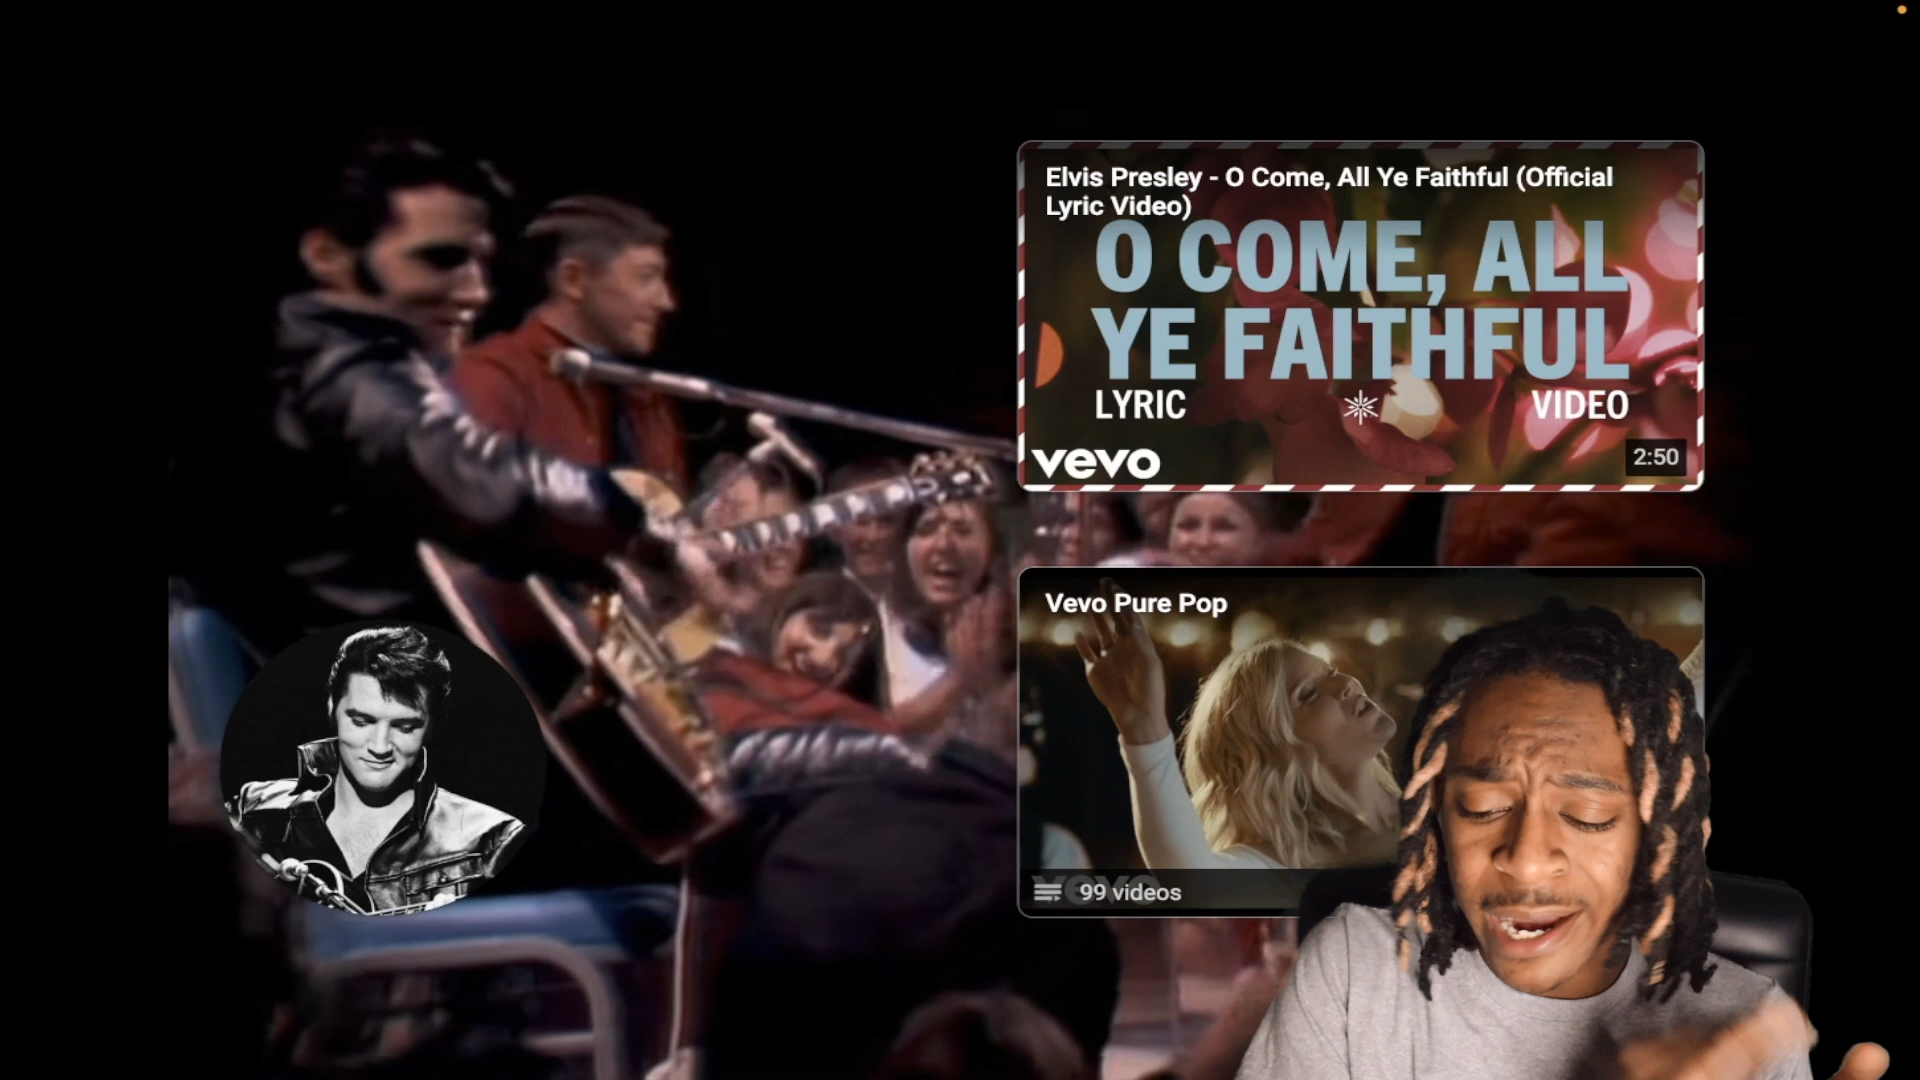 Elvis Presley - O Come, All Ye Faithful (Official
Lyric Video)
O COME, ALL
YE FAITHFUL
LYRIC VIDEO
vevo
2:50
Vevo Pure Pop
vevo
99 videos